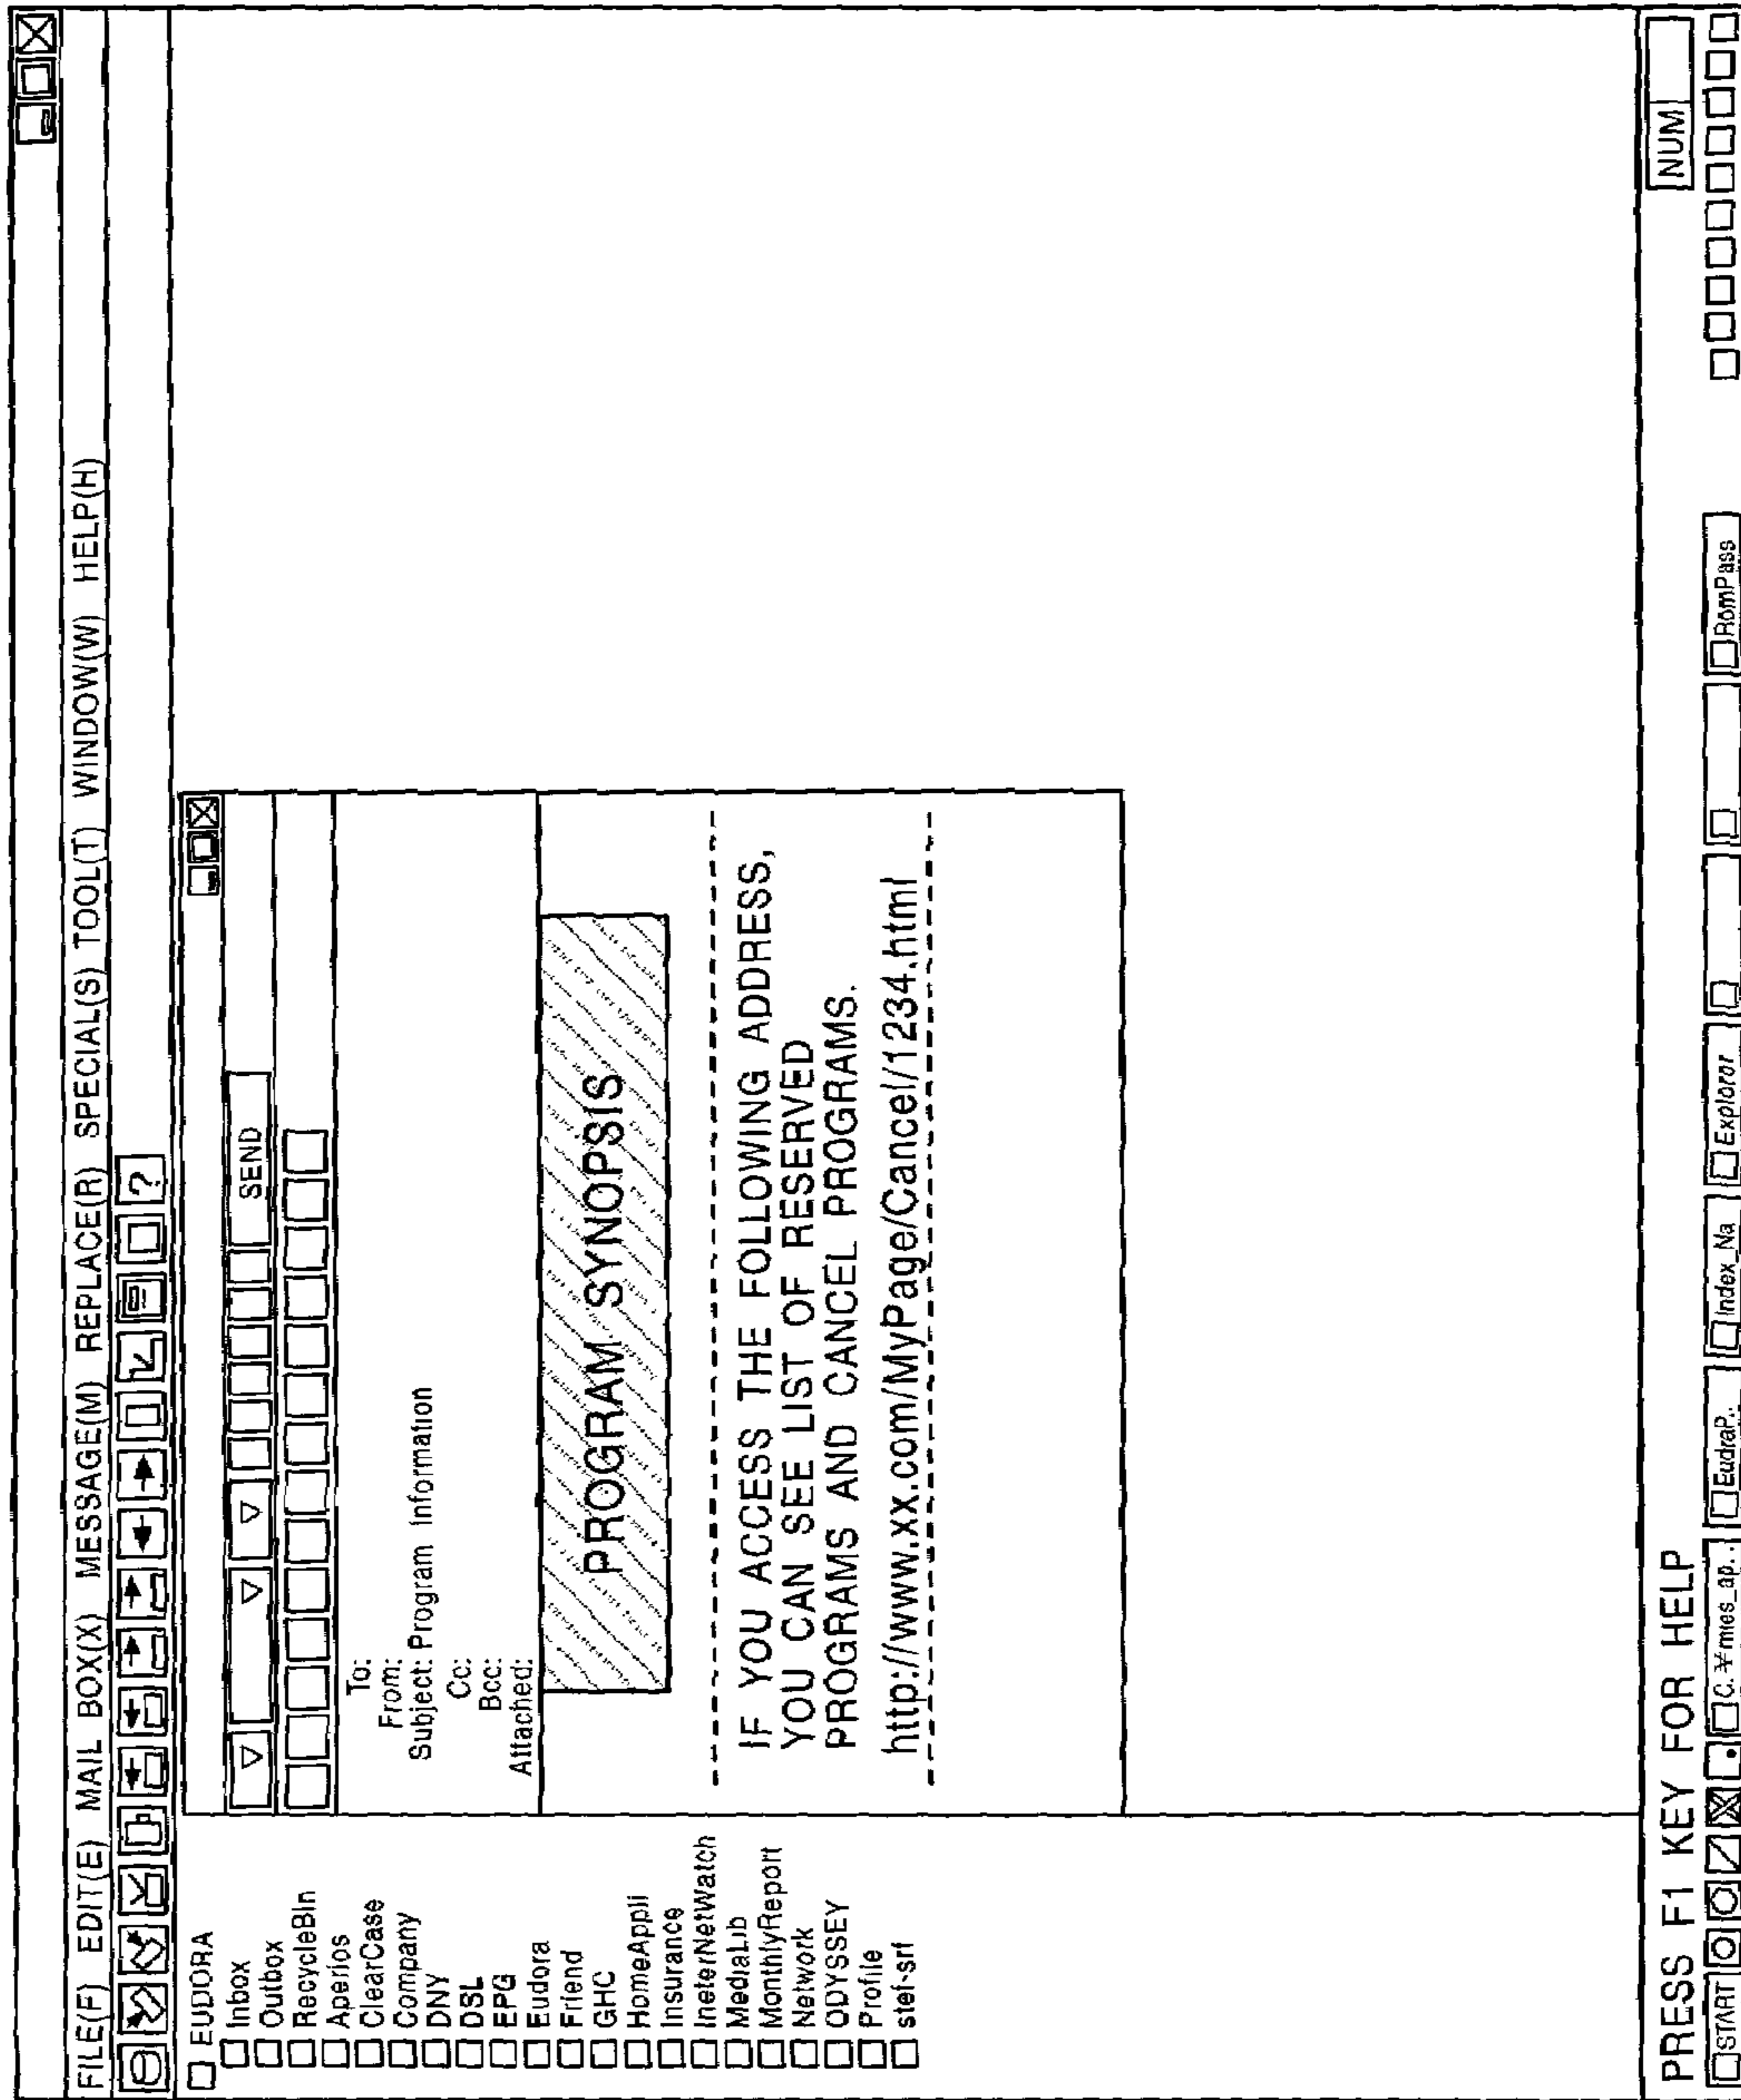 FILE(F) EDIT(E) MAIL BOX(X) MESSAGE(M) REPLACE(R) SPECIAL(S) TOOL(T) WINDOW(W) HELP(H)
?
EUDORA
Inbox
Outbox
RecycleBin
Aperios
ClearCase
Company
DNY
DSL
EPG
Eudora
Friend
GHC
HomeAppli
Insurance
IneterNetWatch
MediaLib
MonthlyReport
Network
ODYSSEY
Profile
stef-srf
SEND
To:
From:
Subject: Program Information
Cc:
Bcc:
Attached:
PROGRAM SYNOPSIS
IF YOU ACCESS THE FOLLOWING ADDRESS,
YOU CAN SEE LIST OF RESERVED
PROGRAMS AND CANCEL PROGRAMS.
http://www.xx.com/MyPage/Cancel/1234.html
PRESS F1 KEY FOR HELP
NUM
START C:¥mies_ap.. EudraP.. Index_Na Exploror RomPass